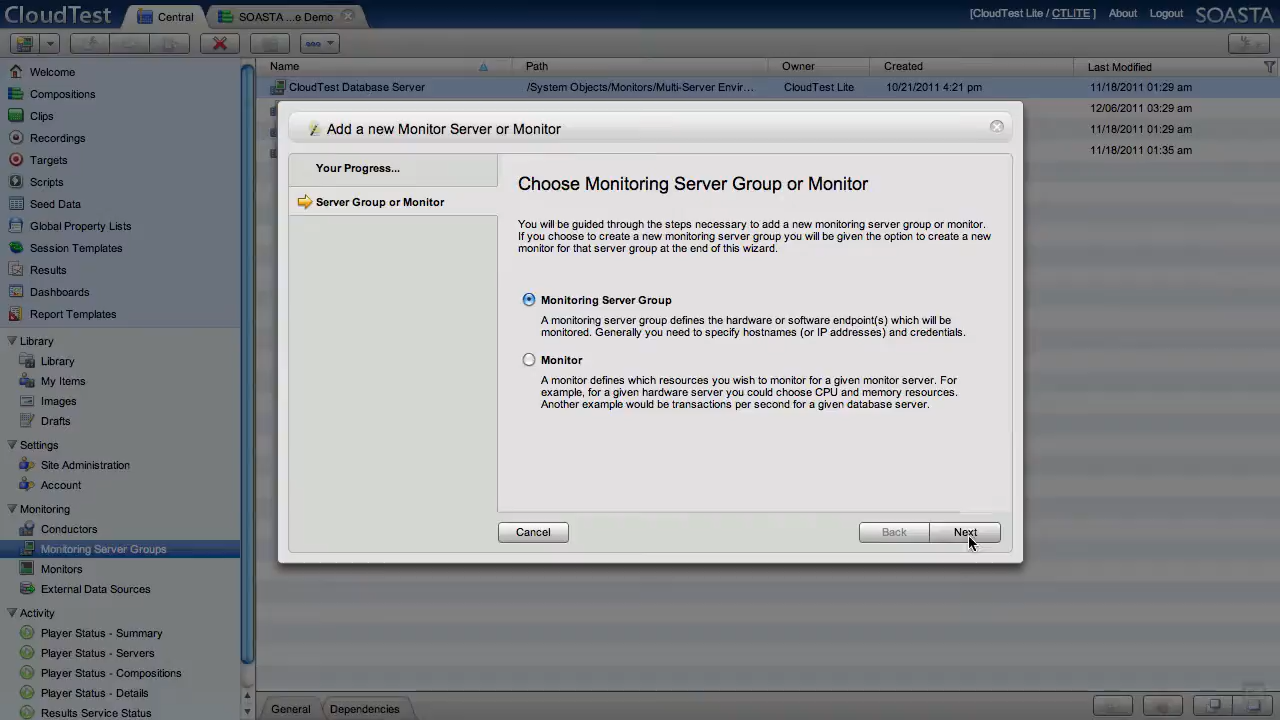 CloudTest
Central
SOASTA ...e Demo
[CloudTest Lite / CTLITE ]
About
Logout
SOASTA
Welcome
Compositions
Clips
Recordings
Targets
Scripts
Seed Data
Global Property Lists
Session Templates
Results
Dashboards
Report Templates
Library
Library
My Items
Images
Drafts
Settings
Site Administration
Account
Monitoring
Conductors
Monitoring Server Groups
Monitors
External Data Sources
Activity
Player Status - Summary
Player Status - Servers
Player Status - Compositions
Player Status - Details
Results Service Status
Name
Path
Owner
Created
Last Modified
CloudTest Database Server
/System Objects/Monitors/Multi-Server Envir...
CloudTest Lite
10/21/2011 4:21 pm
11/18/2011 01:29 am
12/06/2011 03:29 am
11/18/2011 01:29 am
11/18/2011 01:35 am
Add a new Monitor Server or Monitor
Your Progress...
Server Group or Monitor
Choose Monitoring Server Group or Monitor
You will be guided through the steps necessary to add a new monitoring server group or monitor.
If you choose to create a new monitoring server group you will be given the option to create a new
monitor for that server group at the end of this wizard.
Monitoring Server Group
A monitoring server group defines the hardware or software endpoint(s) which will be
monitored. Generally you need to specify hostnames (or IP addresses) and credentials.
Monitor
A monitor defines which resources you wish to monitor for a given monitor server. For
example, for a given hardware server you could choose CPU and memory resources.
Another example would be transactions per second for a given database server.
Cancel
Back
Next
General
Dependencies